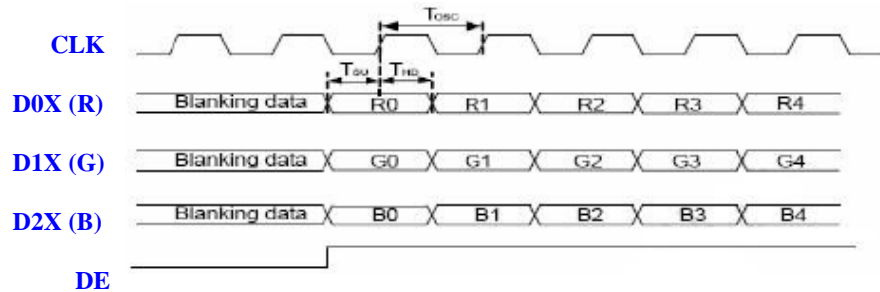 Tosc
CLK
Tsu THD
D0X (R) Blanking data R0 R1 R2 R3 R4
D1X (G) Blanking data G0 G1 G2 G3 G4
D2X (B) Blanking data B0 B1 B2 B3 B4
DE